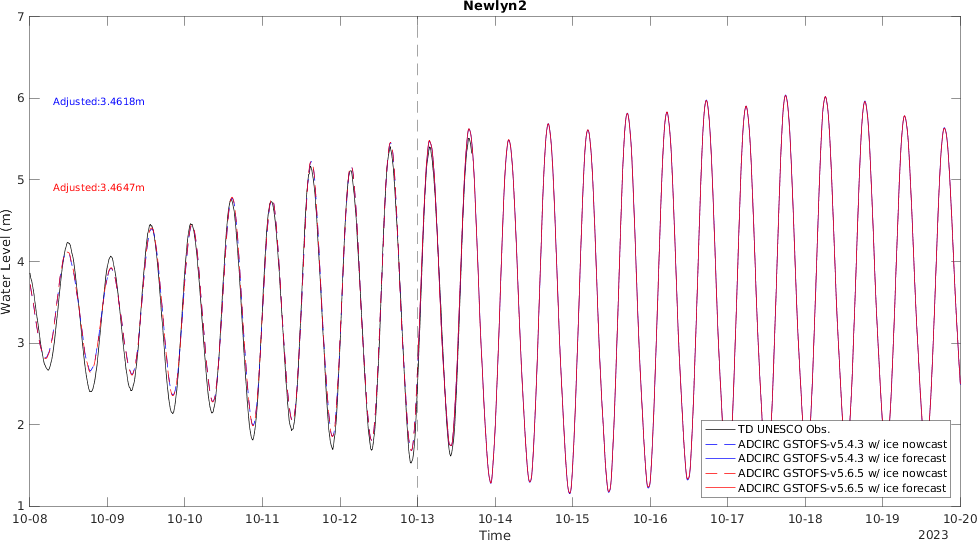 Newlyn2
7
6
5
4
3
2
1
Water Level (m)
Adjusted:3.4618m
Adjusted:3.4647m
TD UNESCO Obs.
ADCIRC GSTOFS-v5.4.3 w/ ice nowcast
ADCIRC GSTOFS-v5.4.3 w/ ice forecast
ADCIRC GSTOFS-v5.6.5 w/ ice nowcast
ADCIRC GSTOFS-v5.6.5 w/ ice forecast
10-08 10-09 10-10 10-11 10-12 10-13 10-14 10-15 10-16 10-17 10-18 10-19 10-20
Time
2023